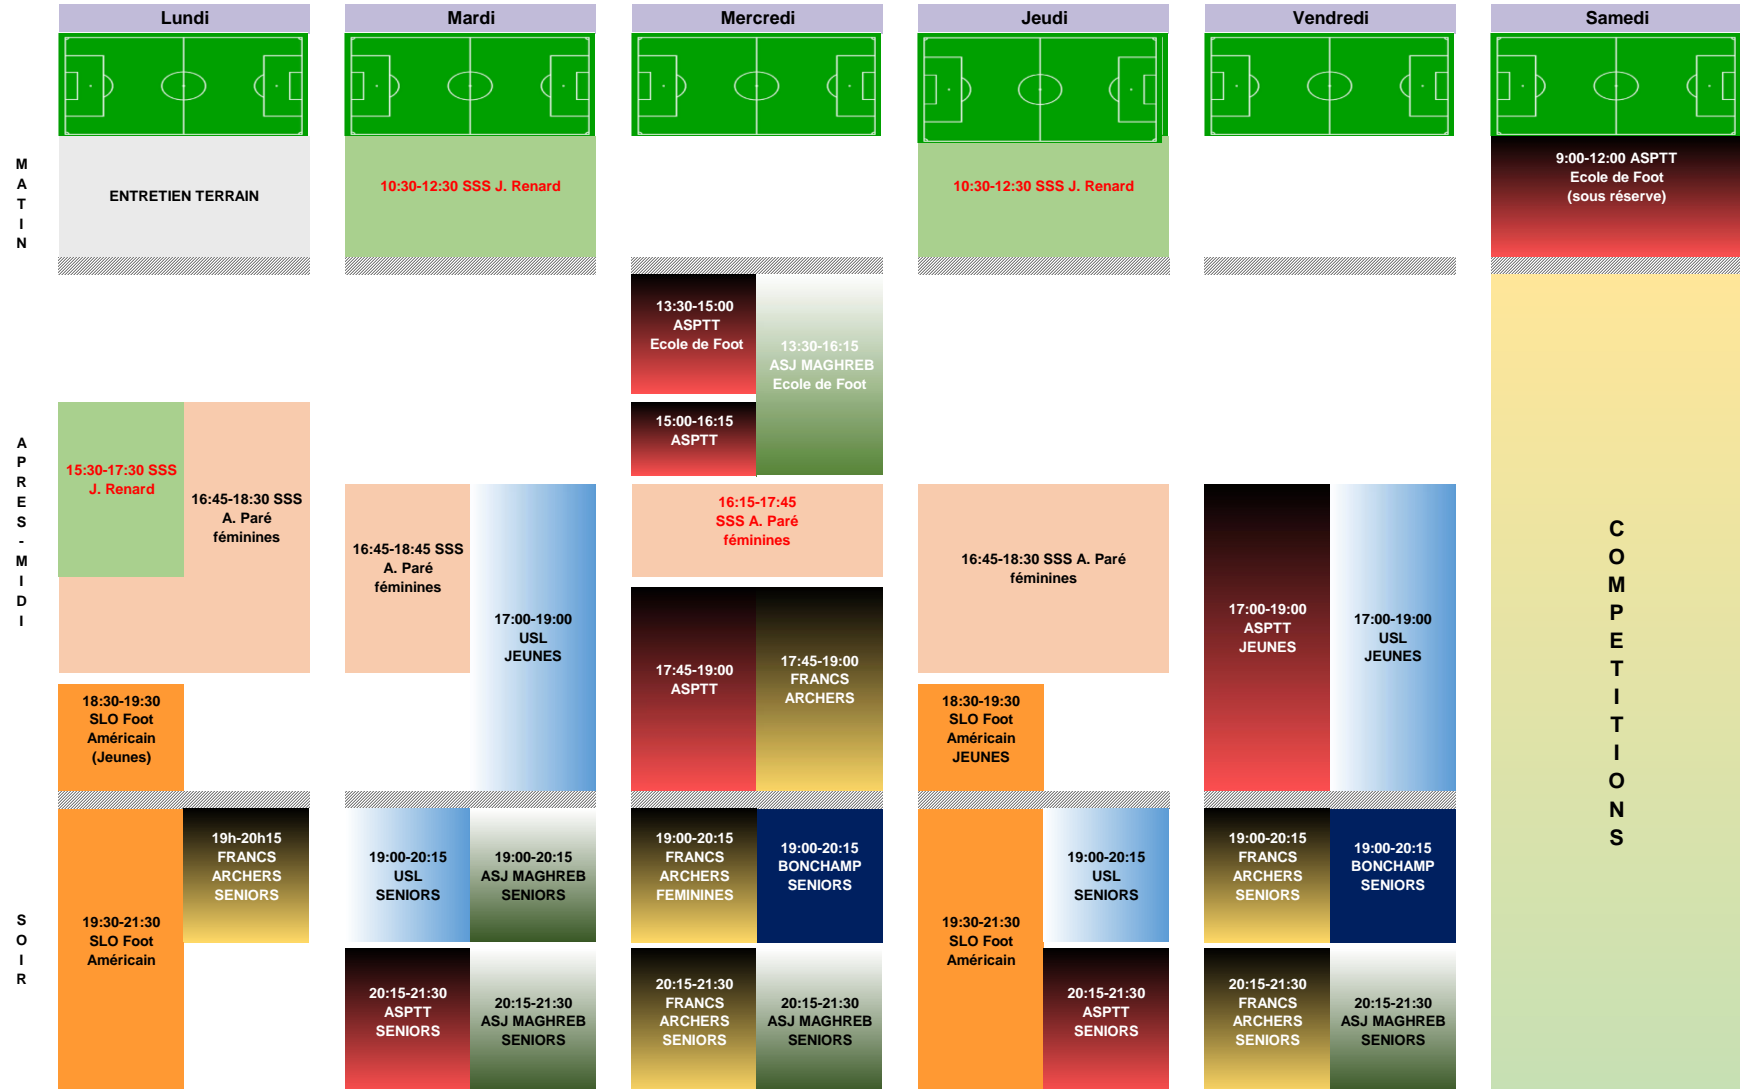 Lundi
Mardi
Mercredi
Jeudi
Vendredi
Samedi
MATIN
ENTRETIEN TERRAIN
10:30-12:30 SSS J. Renard
10:30-12:30 SSS J. Renard
9:00-12:00 ASPTT
Ecole de Foot
(sous réserve)
APRES-MIDI
15:30-17:30 SSS
J. Renard
16:45-18:30 SSS
A. Paré
féminines
18:30-19:30
SLO Foot
Américain
(Jeunes)
16:45-18:45 SSS
A. Paré
féminines
17:00-19:00
USL
JEUNES
13:30-15:00
ASPTT
Ecole de Foot
13:30-16:15
ASJ MAGHREB
Ecole de Foot
15:00-16:15
ASPTT
16:15-17:45
SSS A. Paré
féminines
17:45-19:00
ASPTT
17:45-19:00
FRANCS
ARCHERS
16:45-18:30 SSS A. Paré
féminines
18:30-19:30
SLO Foot
Américain
JEUNES
17:00-19:00
ASPTT
JEUNES
17:00-19:00
USL
JEUNES
COMPETITIONS
SOIR
19:30-21:30
SLO Foot
Américain
19h-20h15
FRANCS
ARCHERS
SENIORS
19:00-20:15
USL
SENIORS
19:00-20:15
ASJ MAGHREB
SENIORS
20:15-21:30
ASPTT
SENIORS
20:15-21:30
ASJ MAGHREB
SENIORS
19:00-20:15
FRANCS
ARCHERS
FEMININES
19:00-20:15
BONCHAMP
SENIORS
20:15-21:30
FRANCS
ARCHERS
SENIORS
20:15-21:30
ASJ MAGHREB
SENIORS
19:30-21:30
SLO Foot
Américain
19:00-20:15
USL
SENIORS
20:15-21:30
ASPTT
SENIORS
19:00-20:15
FRANCS
ARCHERS
SENIORS
19:00-20:15
BONCHAMP
SENIORS
20:15-21:30
FRANCS
ARCHERS
SENIORS
20:15-21:30
ASJ MAGHREB
SENIORS